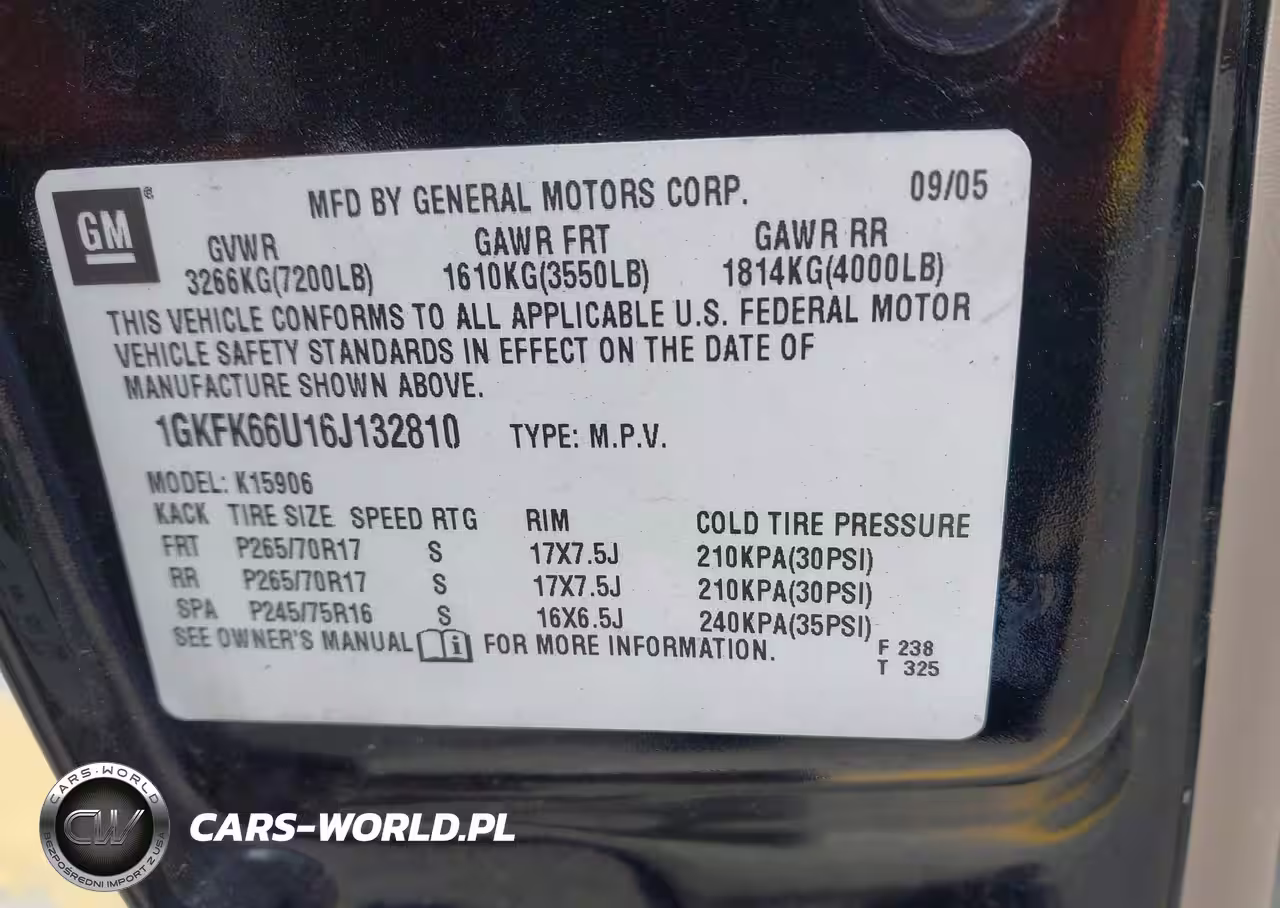 GM ®
MFD BY GENERAL MOTORS CORP. 09/05
GVWR GAWR FRT GAWR RR
3266KG(7200LB) 1610KG(3550LB) 1814KG(4000LB)
THIS VEHICLE CONFORMS TO ALL APPLICABLE U.S. FEDERAL MOTOR
VEHICLE SAFETY STANDARDS IN EFFECT ON THE DATE OF
MANUFACTURE SHOWN ABOVE.
1GKFK66U16J132810 TYPE: M.P.V.
MODEL: K15906
KACK TIRE SIZE SPEED RTG RIM COLD TIRE PRESSURE
FRT P265/70R17 S 17X7.5J 210KPA(30PSI)
RR P265/70R17 S 17X7.5J 210KPA(30PSI)
SPA P245/75R16 S 16X6.5J 240KPA(35PSI)
SEE OWNER'S MANUAL i FOR MORE INFORMATION.
F 238
T 325
CARS-WORLD
CW
BEZPOŚREDNI IMPORT Z USA
CARS-WORLD.PL